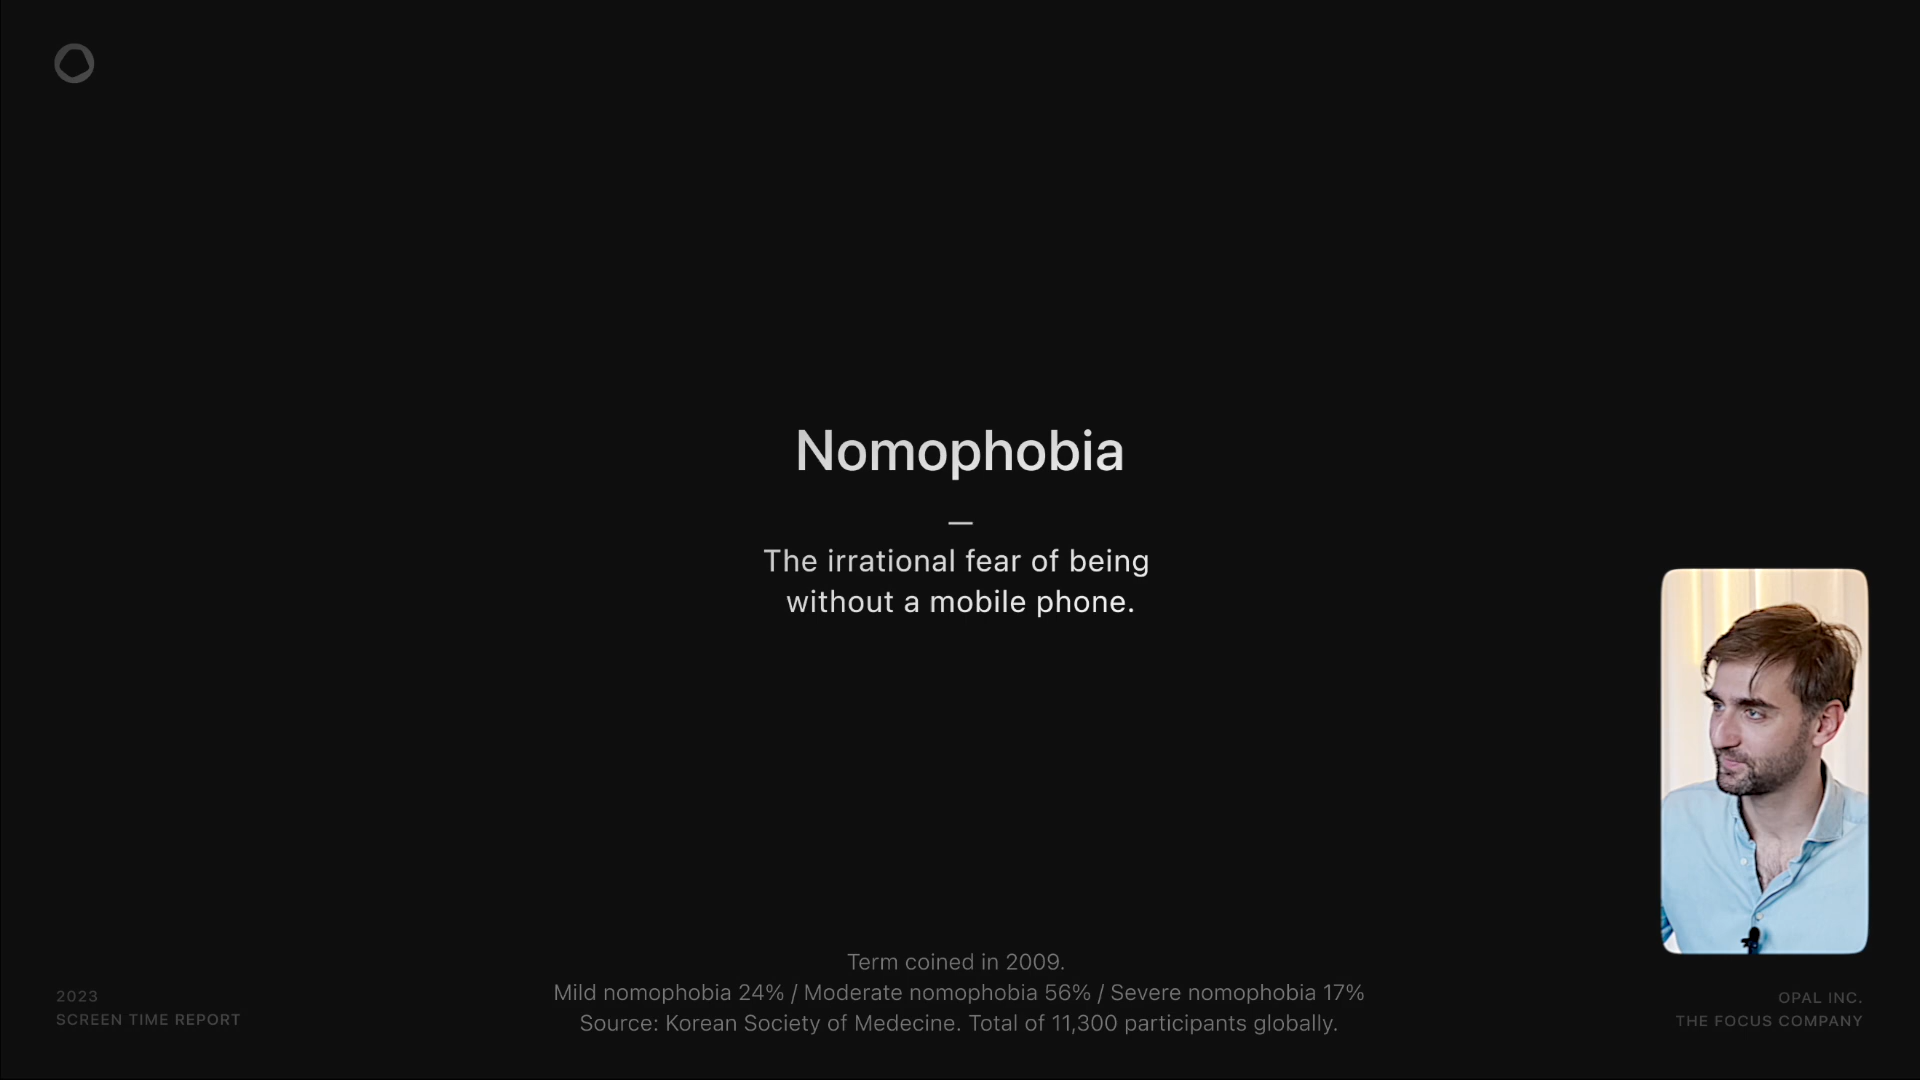 Nomophobia
—
The irrational fear of being
without a mobile phone.
Term coined in 2009.
Mild nomophobia 24% / Moderate nomophobia 56% / Severe nomophobia 17%
Source: Korean Society of Medecine. Total of 11,300 participants globally.
2023
SCREEN TIME REPORT
OPAL INC.
THE FOCUS COMPANY